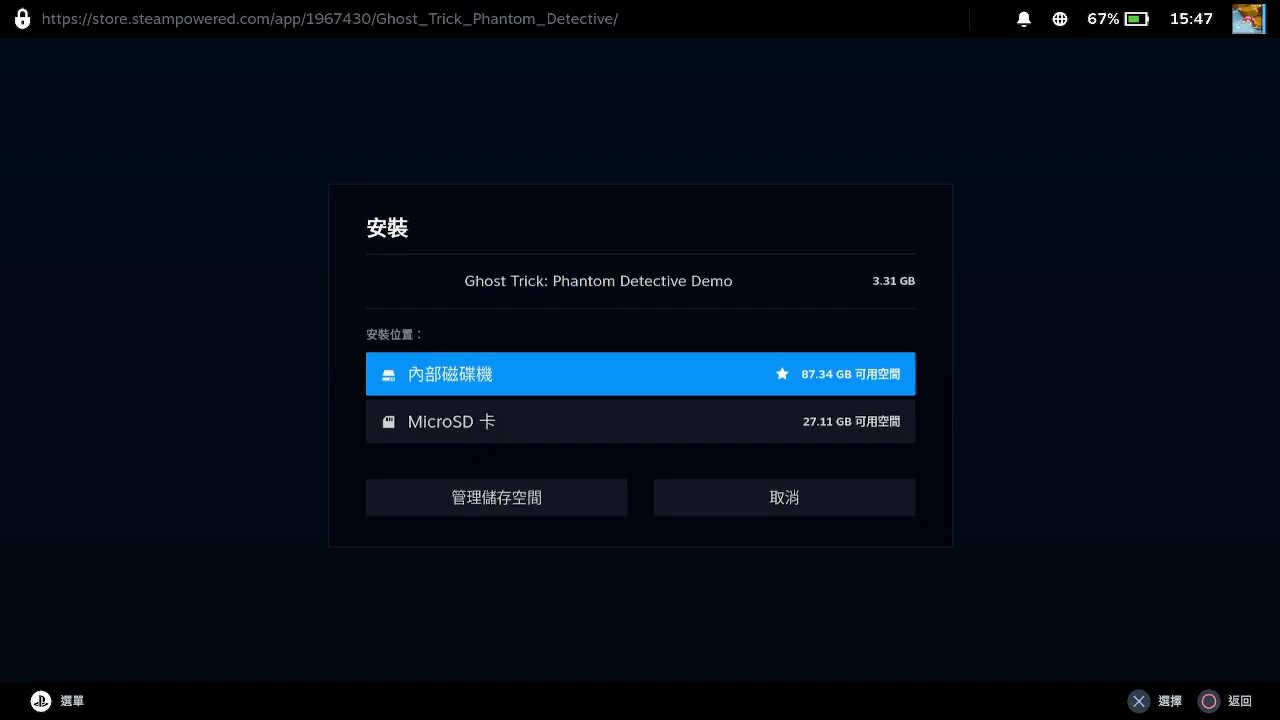 https://store.steampowered.com/app/1967430/Ghost_Trick_Phantom_Detective/ 67% 15:47
安裝
Ghost Trick: Phantom Detective Demo 3.31 GB
安裝位置：
內部磁碟機 87.34 GB 可用空間
MicroSD 卡 27.11 GB 可用空間
管理儲存空間 取消
選單 選擇 返回